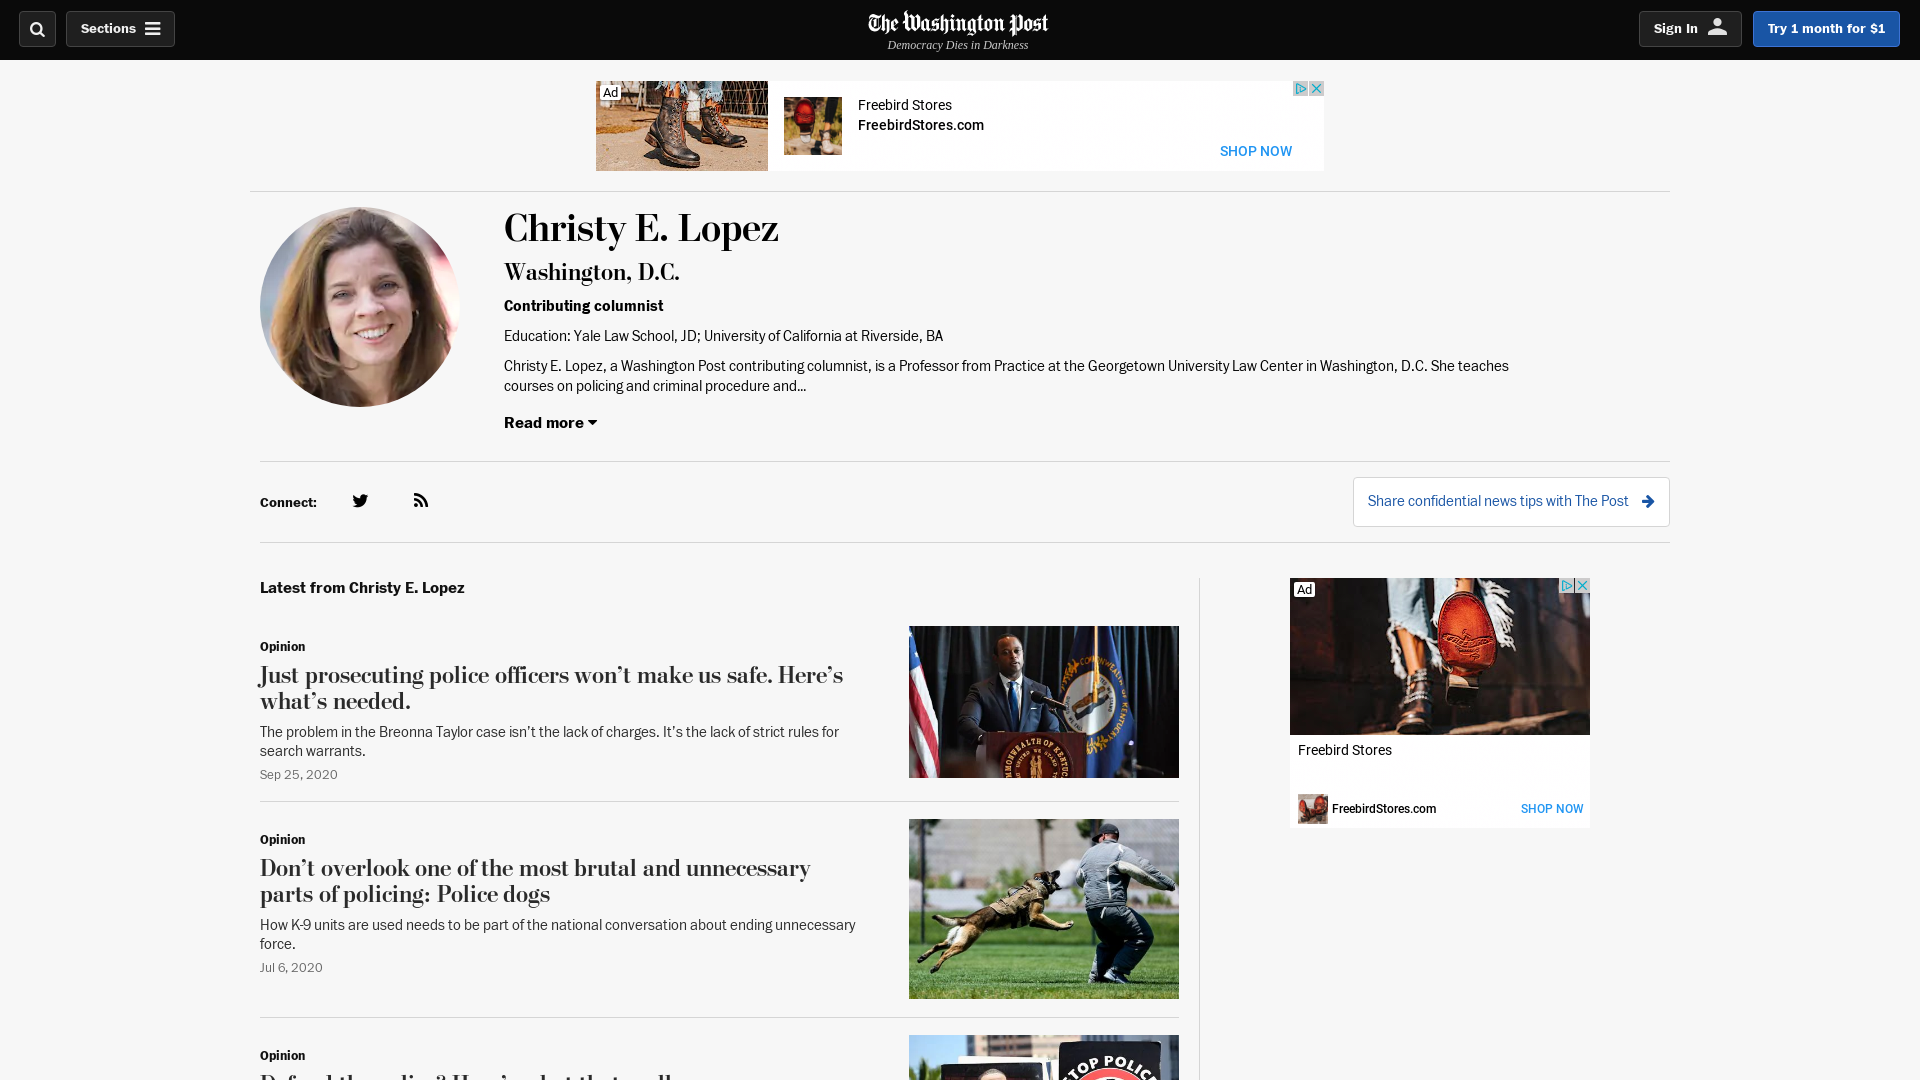 Sections
The Washington Post
Democracy Dies in Darkness
Sign In
Try 1 month for $1
Ad
Freebird Stores
FreebirdStores.com
SHOP NOW
Christy E. Lopez
Washington, D.C.
Contributing columnist
Education: Yale Law School, JD; University of California at Riverside, BA
Christy E. Lopez, a Washington Post contributing columnist, is a Professor from Practice at the Georgetown University Law Center in Washington, D.C. She teaches
courses on policing and criminal procedure and...
Read more
Connect:
Share confidential news tips with The Post
Latest from Christy E. Lopez
Opinion
Just prosecuting police officers won’t make us safe. Here’s
what’s needed.
The problem in the Breonna Taylor case isn’t the lack of charges. It’s the lack of strict rules for
search warrants.
Sep 25, 2020
Ad
Freebird Stores
FreebirdStores.com
SHOP NOW
Opinion
Don’t overlook one of the most brutal and unnecessary
parts of policing: Police dogs
How K-9 units are used needs to be part of the national conversation about ending unnecessary
force.
Jul 6, 2020
Opinion
STOP POLICE